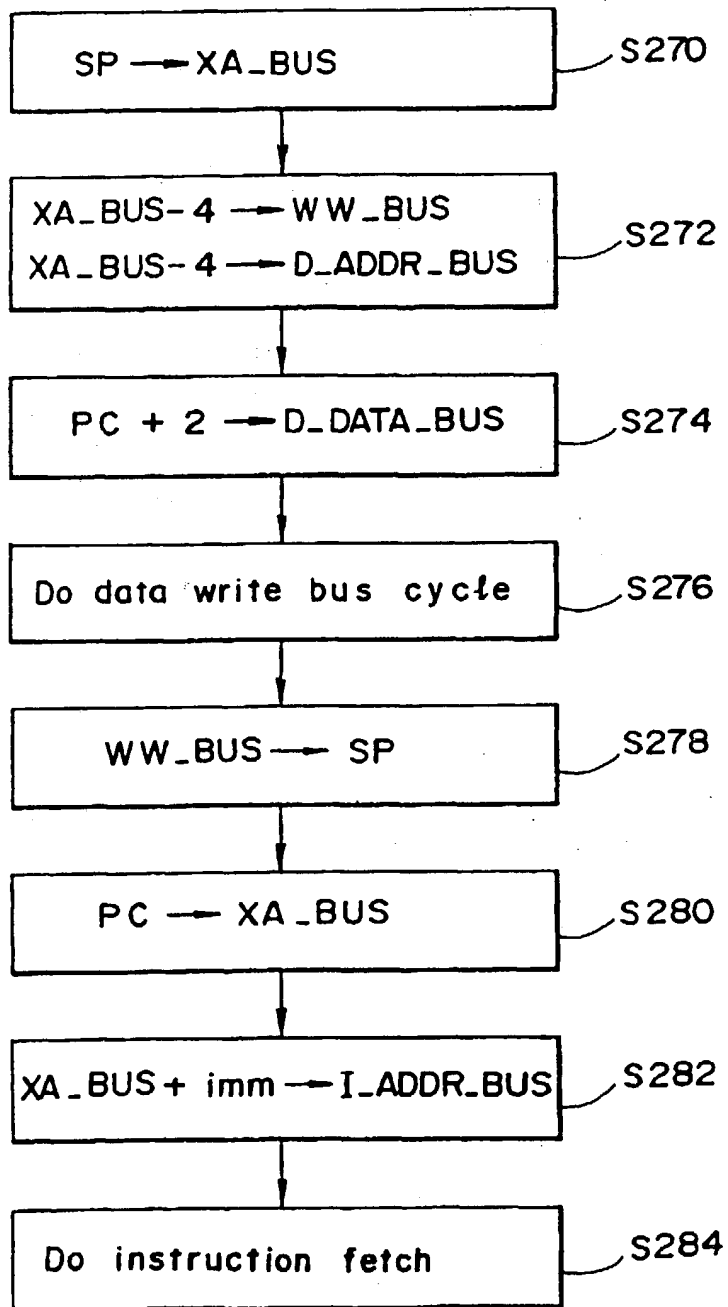 SP → XA_BUS
S270
XA_BUS-4 → WW_BUS
XA_BUS-4 → D_ADDR_BUS
S272
PC + 2 → D_DATA_BUS
S274
Do data write bus cycle
S276
WW_BUS → SP
S278
PC → XA_BUS
S280
XA_BUS + imm → I_ADDR_BUS
S282
Do instruction fetch
S284